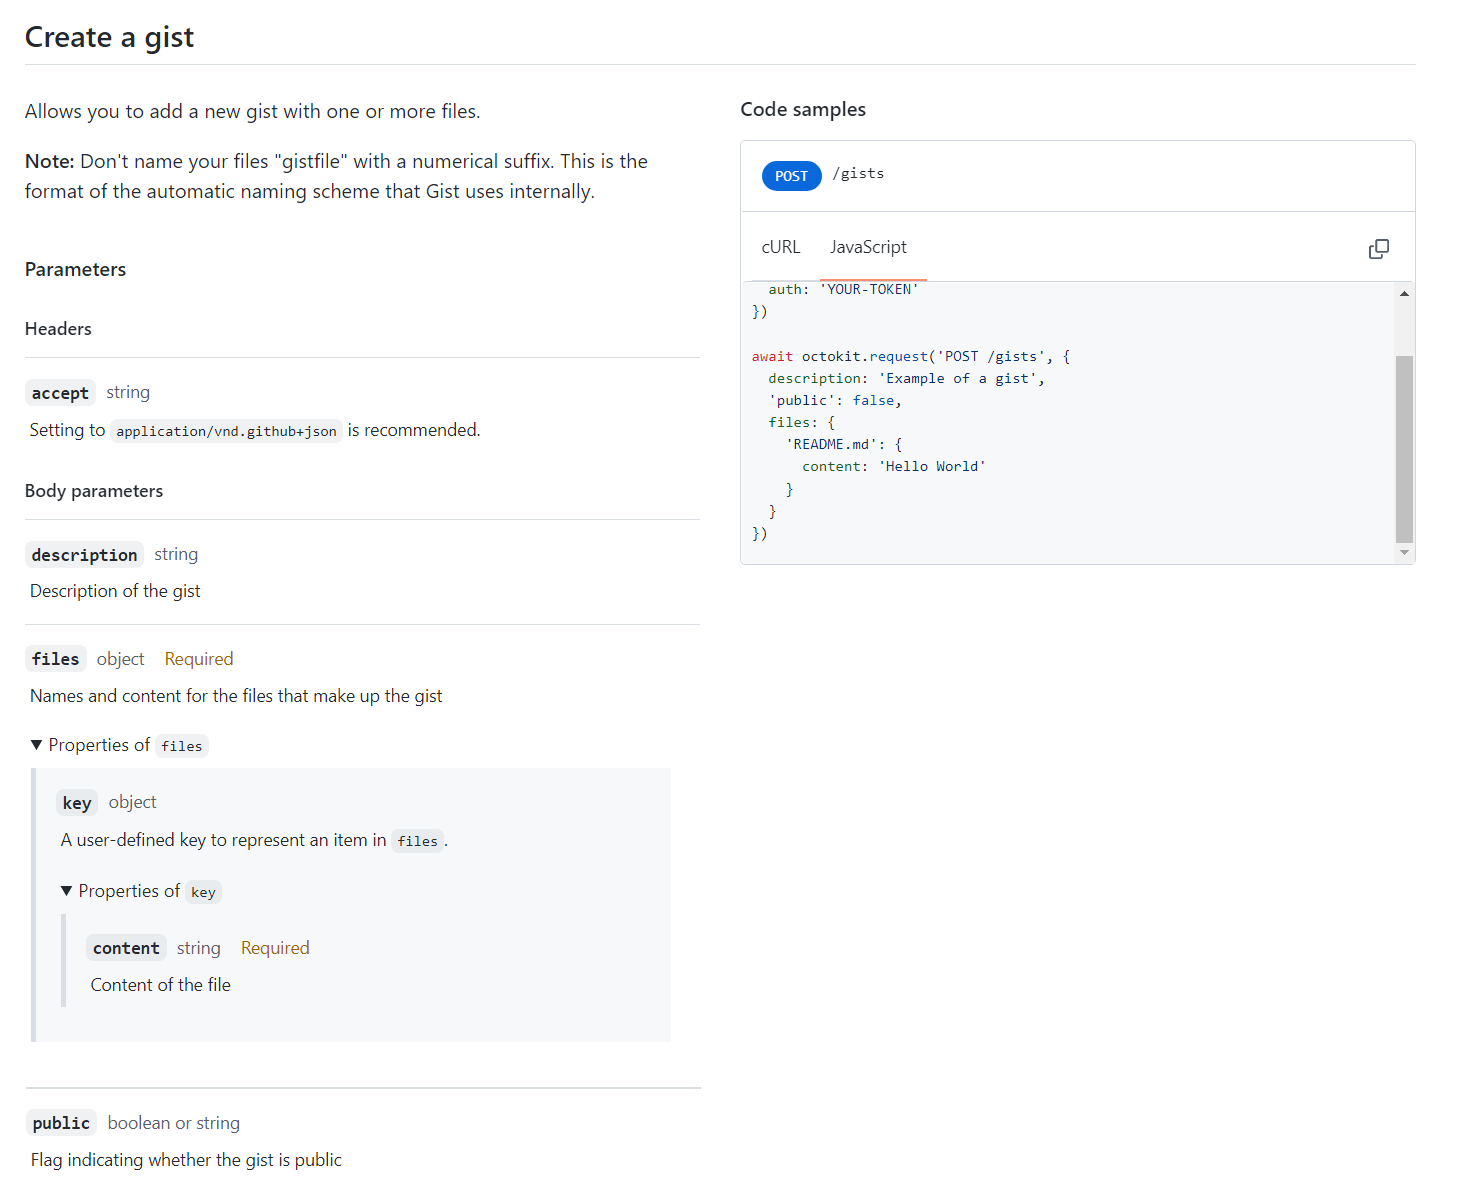 Create a gist
Allows you to add a new gist with one or more files.
Note: Don't name your files "gistfile" with a numerical suffix. This is the
format of the automatic naming scheme that Gist uses internally.
Parameters
Headers
accept string
Setting to application/vnd.github+json is recommended.
Body parameters
description string
Description of the gist
files object Required
Names and content for the files that make up the gist
▼ Properties of files
key object
A user-defined key to represent an item in files.
▼ Properties of key
content string Required
Content of the file
public boolean or string
Flag indicating whether the gist is public
Code samples
POST /gists
cURL JavaScript
  auth: 'YOUR-TOKEN'
})
await octokit.request('POST /gists', {
  description: 'Example of a gist',
  'public': false,
  files: {
    'README.md': {
      content: 'Hello World'
    }
  }
})